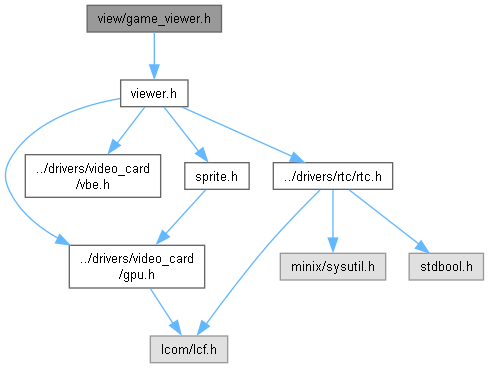 view/game_viewer.h
viewer.h
../drivers/video_card
/vbe.h
sprite.h
../drivers/rtc/rtc.h
../drivers/video_card
/gpu.h
minix/sysutil.h
stdbool.h
lcom/lcf.h